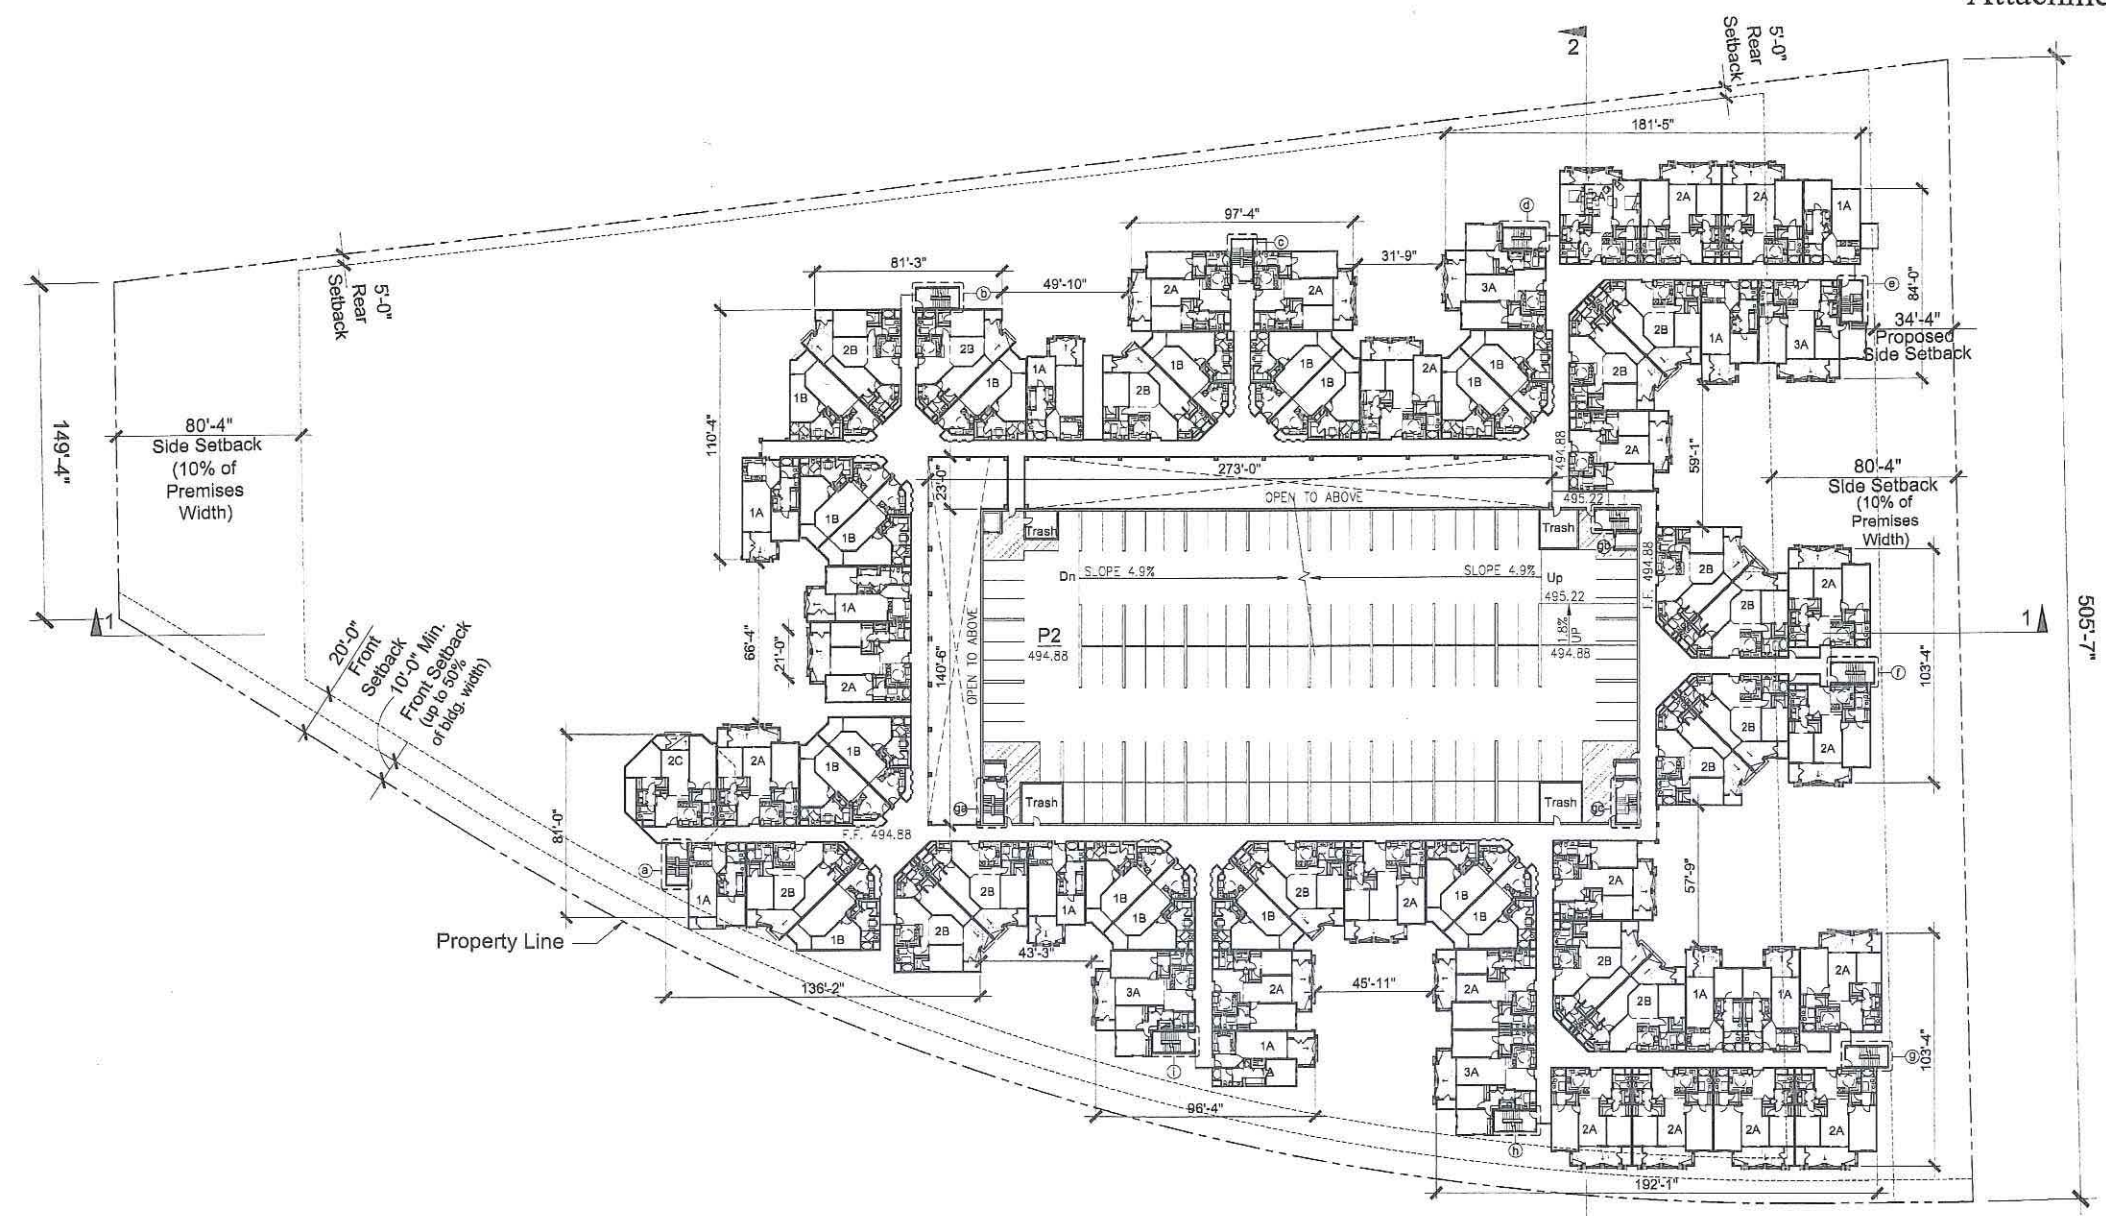 Attachme
2
5'-0"
Rear
Setback
181'-5"
97'-4"
d
c
81'-3"
49'-10"
31'-9"
b
2A
2A
2A
1A
84'-0"
e
34'-4"
Proposed
Side Setback
5'-0"
Rear
Setback
149'-4"
80'-4"
Side Setback
(10% of
Premises
Width)
110'-4"
2B
2B
1B
1B
1A
2A
2A
3A
2B
1B
1B
1B
2A
1B
1B
2B
1A
3A
2B
2A
59'-1"
494.88
80'-4"
Side Setback
(10% of
Premises
Width)
273'-0"
OPEN TO ABOVE
495.22
23'-0"
Trash
Trash
1A
1B
1B
Dn
SLOPE 4.9%
SLOPE 4.9%
Up
495.22
1.8%
UP
494.88
F.F. 494.88
P2
494.88
OPEN TO ABOVE
140'-6"
66'-4"
21'-0"
1A
2A
2B
2B
2A
103'-4"
f
505'-7"
1
1
20'-0"
Front
Setback
10'-0" Min.
Front Setback
(up to 50%
of bldg. width)
2C
2A
1B
1B
2B
2B
2A
Trash
Trash
81'-0"
F.F. 494.88
a
1A
2B
1B
2B
2B
1A
1B
1B
2B
1B
2A
1B
1B
2A
57'-9"
Property Line
136'-2"
43'-3"
45'-11"
3A
2A
1A
2A
3A
2B
2B
1A
1A
2A
103'-4"
g
i
96'-4"
h
2A
2A
2A
2A
192'-1"